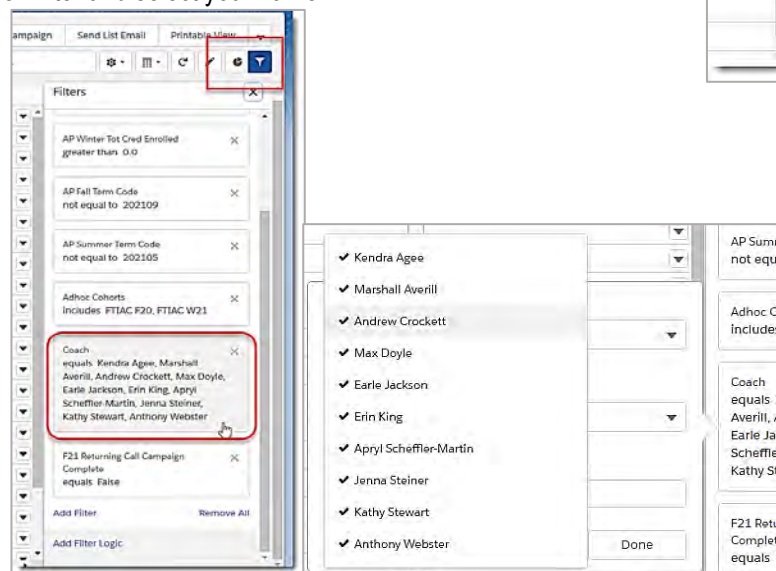 ampaign Send List Email Printable View
Filters
AP Winter Tot Cred Enrolled
greater than 0.0
AP Fall Term Code
not equal to 202109
AP Summer Term Code
not equal to 202105
Adhoc Cohorts
includes FTIAC F20, FTIAC W21
Coach
equals Kendra Agee, Marshall
Averill, Andrew Crockett, Max Doyle,
Earle Jackson, Erin King, Apryl
Scheffler-Martin, Jenna Steiner,
Kathy Stewart, Anthony Webster
F21 Returning Call Campaign
Complete
equals False
Add Filter Remove All
Add Filter Logic
Kendra Agee
Marshall Averill
Andrew Crockett
Max Doyle
Earle Jackson
Erin King
Apryl Scheffler-Martin
Jenna Steiner
Kathy Stewart
Anthony Webster
Done
AP Sum
not equ
Adhoc C
includes
Coach
equals
Averill, A
Earle Ja
Scheffle
Kathy St
F21 Retu
Complet
equals